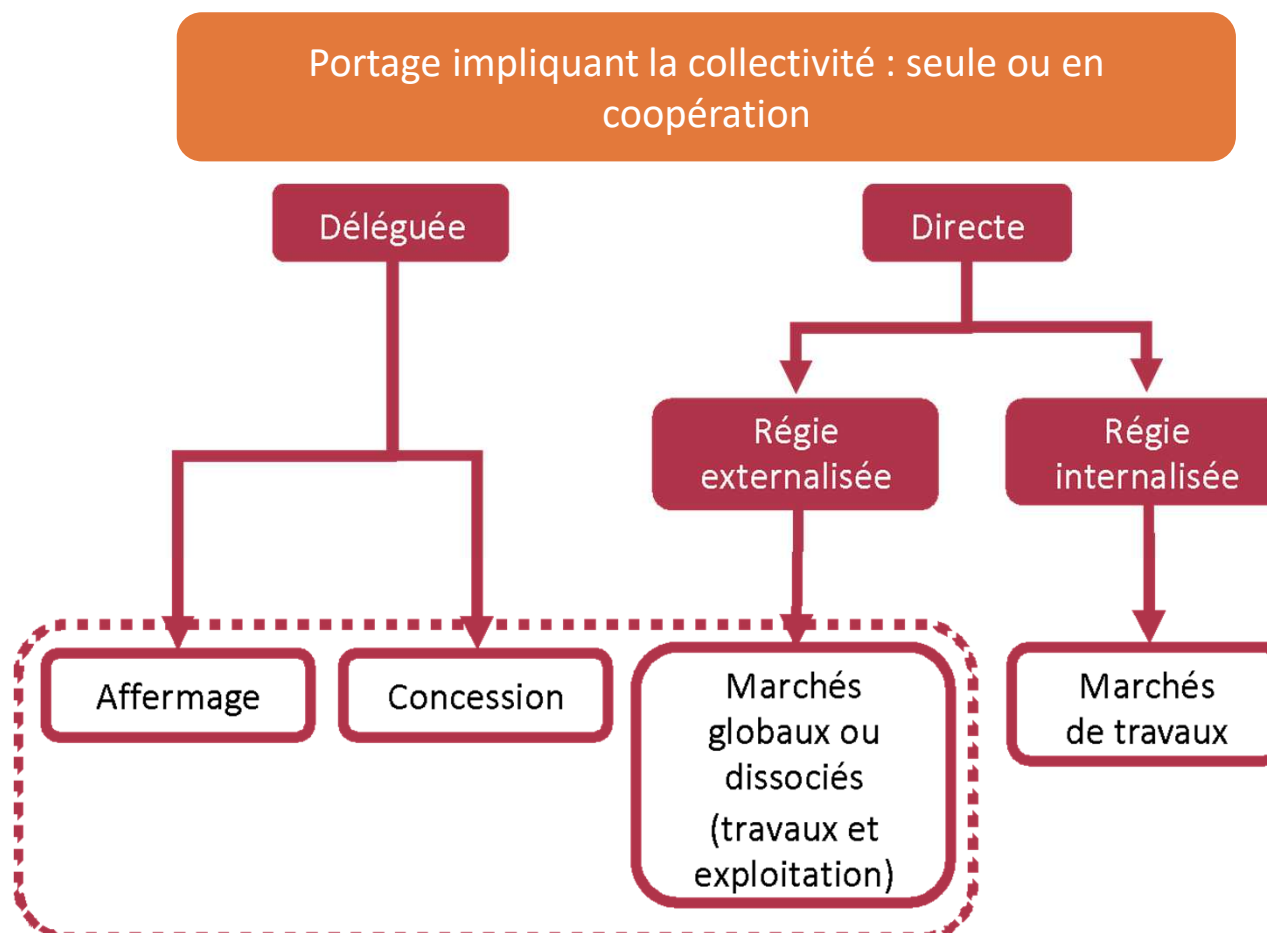 Portage impliquant la collectivité : seule ou en
coopération
Déléguée
Directe
Régie
externalisée
Régie
internalisée
Affermage
Concession
Marchés
globaux ou
dissociés
(travaux et
exploitation)
Marchés
de travaux